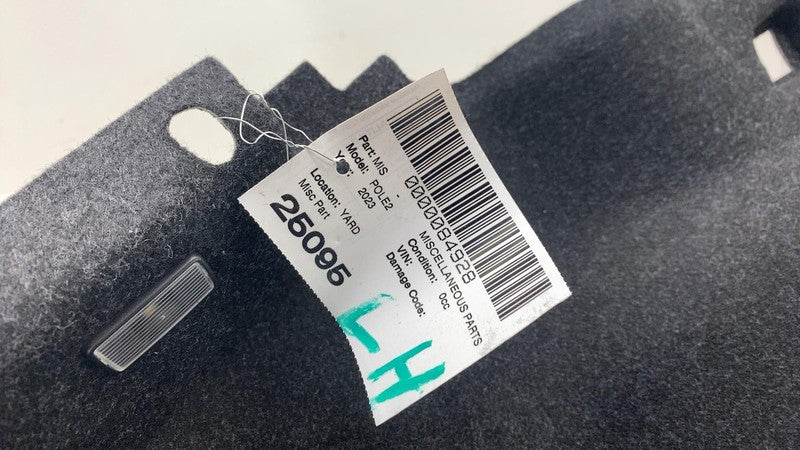 Part: MIS -
Model: POLE2
Year: 2023
Location: YARD
Misc Part
25095
0000084928
MISCELLANEOUS PARTS
Condition: 0cc
VIN:
Damage Code:
LH